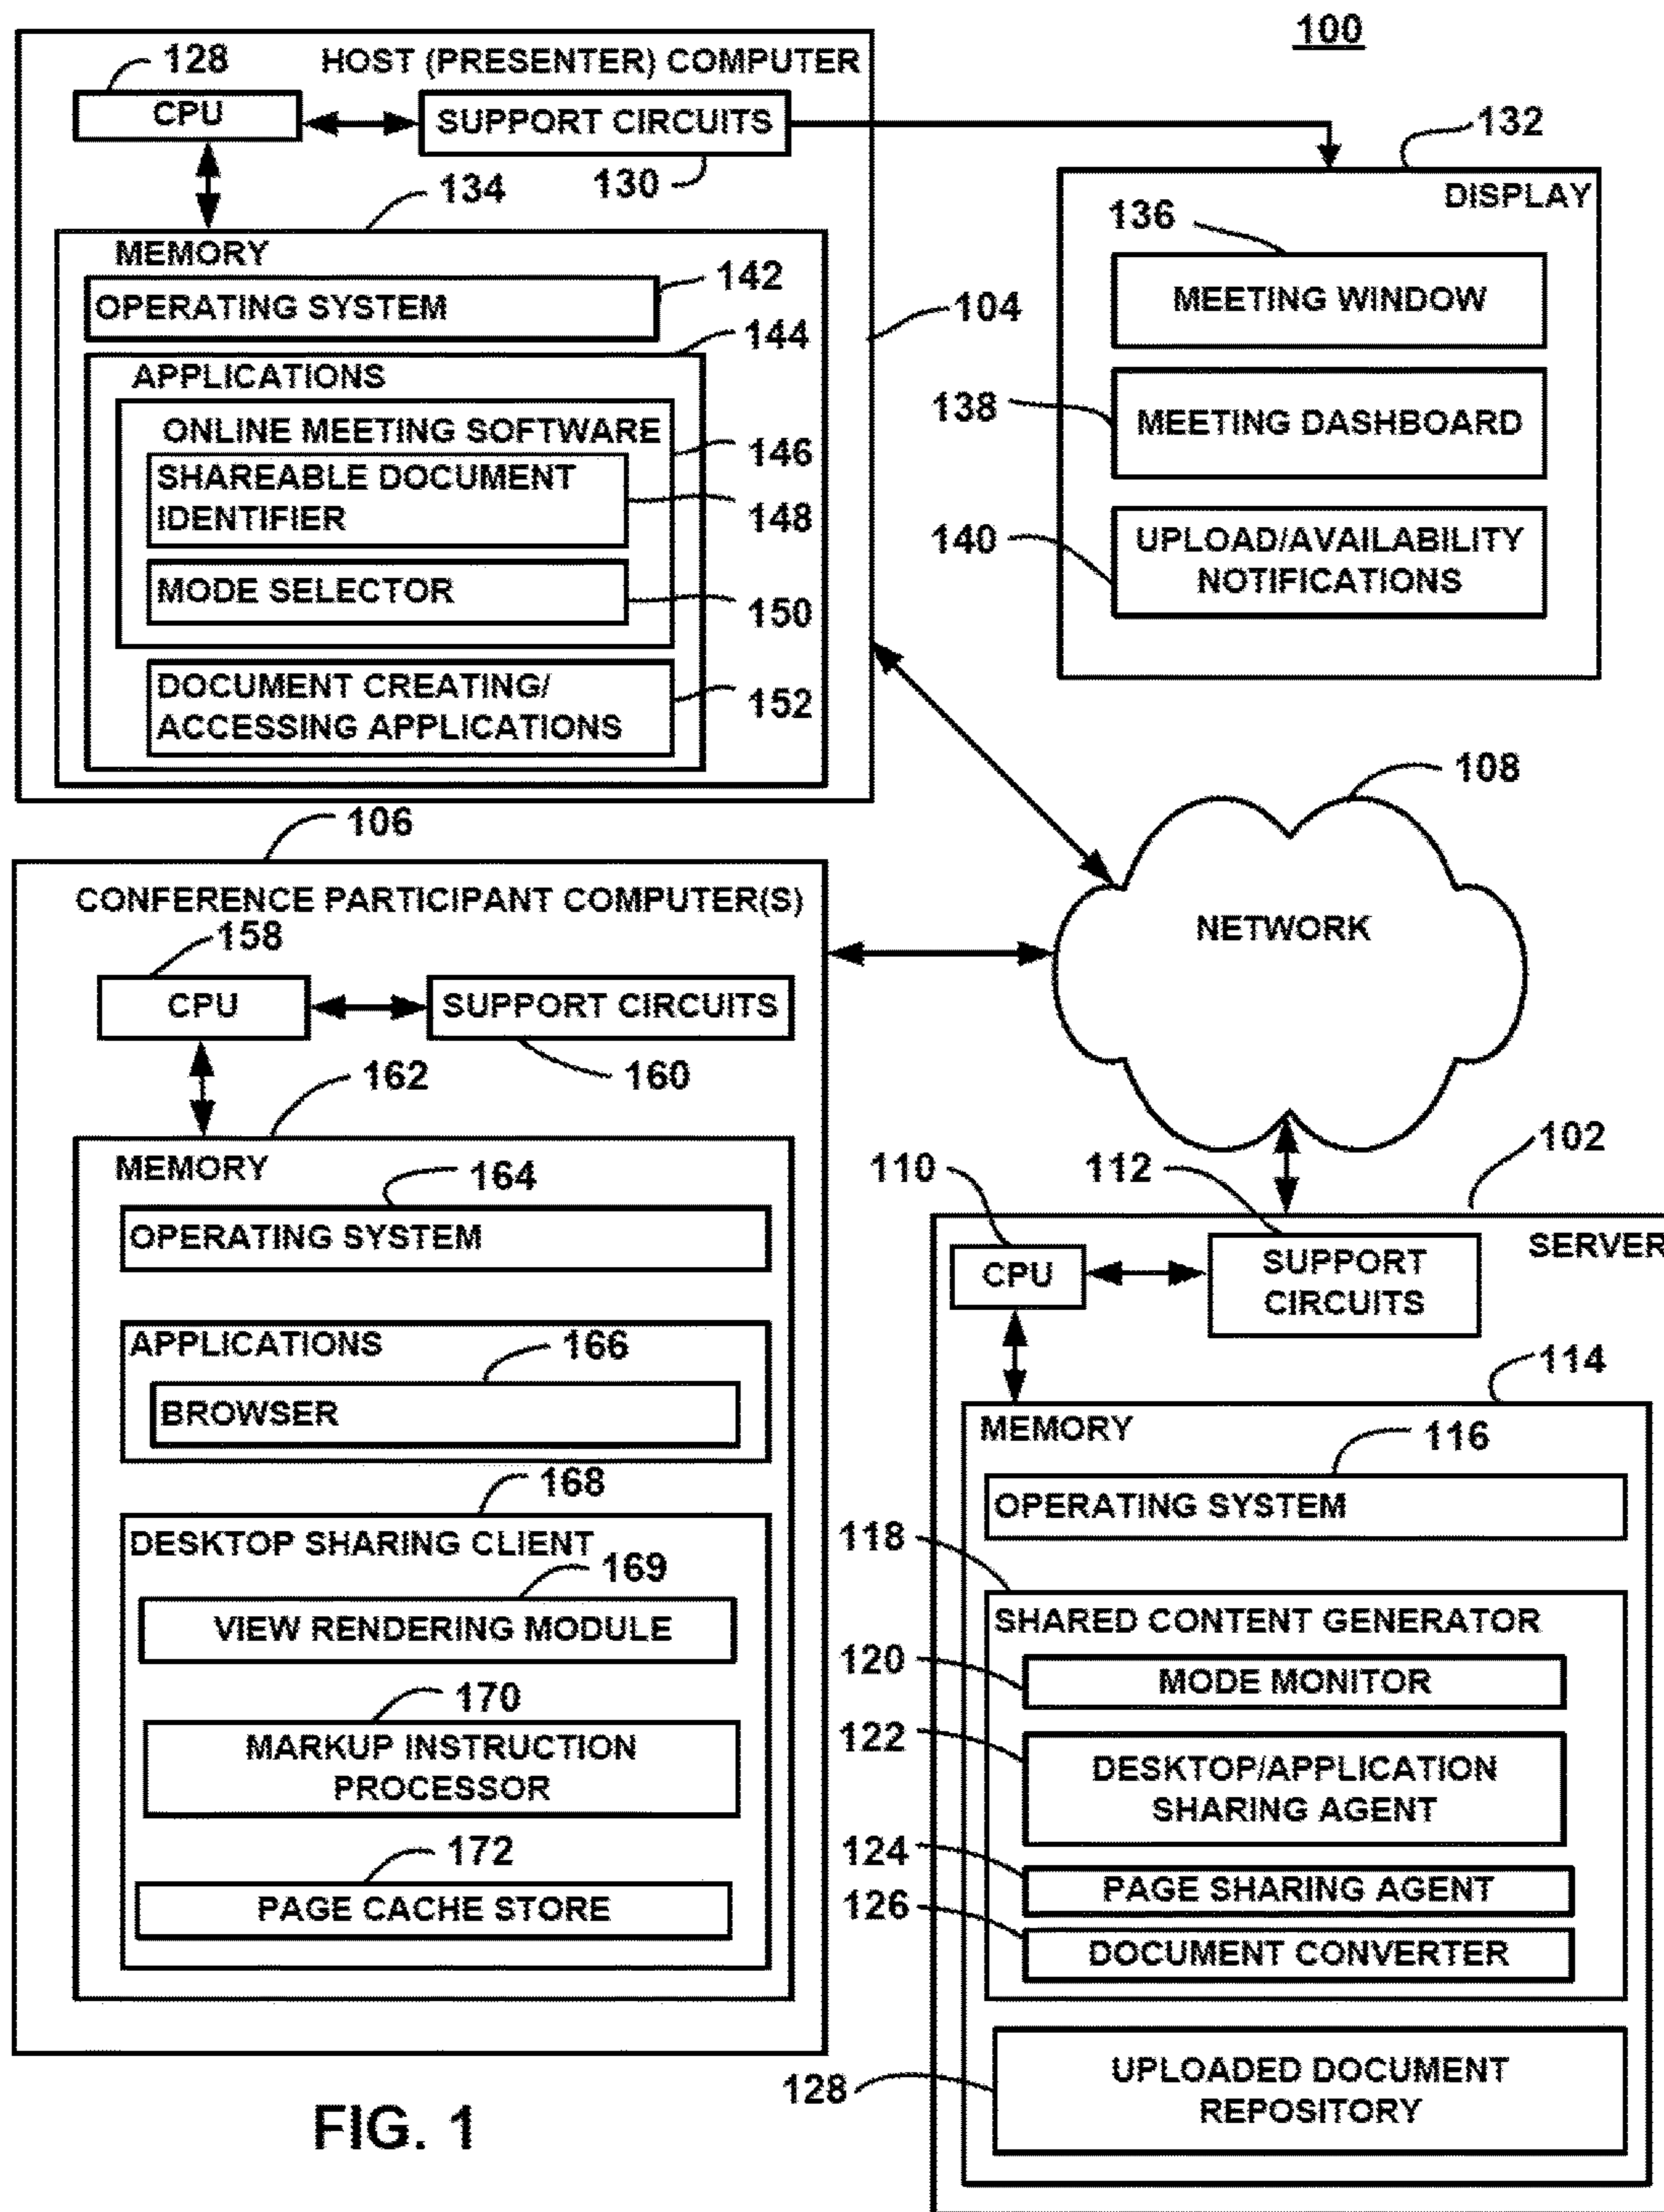 100
HOST (PRESENTER) COMPUTER
128
CPU
SUPPORT CIRCUITS
130
134
MEMORY
OPERATING SYSTEM
142
144
104
APPLICATIONS
ONLINE MEETING SOFTWARE
146
SHAREABLE DOCUMENT
IDENTIFIER
148
MODE SELECTOR
150
DOCUMENT CREATING/
ACCESSING APPLICATIONS
152
132
DISPLAY
136
MEETING WINDOW
138
MEETING DASHBOARD
140
UPLOAD/AVAILABILITY
NOTIFICATIONS
108
NETWORK
106
CONFERENCE PARTICIPANT COMPUTER(S)
158
CPU
SUPPORT CIRCUITS
160
162
MEMORY
164
OPERATING SYSTEM
APPLICATIONS
166
BROWSER
168
DESKTOP SHARING CLIENT
169
VIEW RENDERING MODULE
170
MARKUP INSTRUCTION
PROCESSOR
172
PAGE CACHE STORE
102
110
112
SERVER
CPU
SUPPORT
CIRCUITS
114
MEMORY
116
OPERATING SYSTEM
118
SHARED CONTENT GENERATOR
120
MODE MONITOR
122
DESKTOP/APPLICATION
SHARING AGENT
124
PAGE SHARING AGENT
126
DOCUMENT CONVERTER
128
UPLOADED DOCUMENT
REPOSITORY
FIG. 1